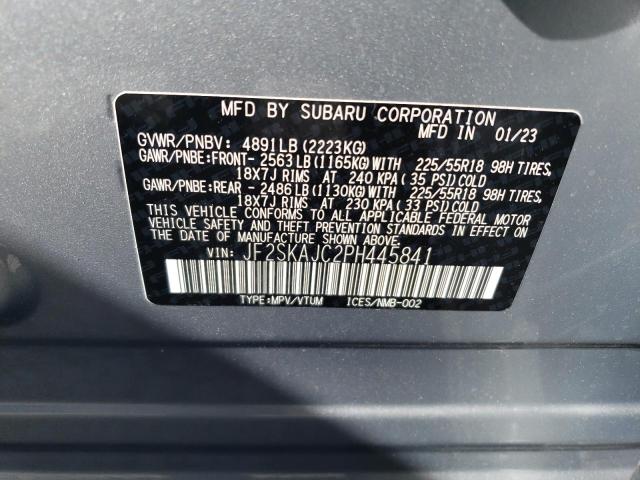 MFD BY SUBARU CORPORATION
MFD IN 01/23
GVWR/PNBV: 4891LB(2223KG)
GAWR/PNBE:FRONT- 2563LB(1165KG)WITH 225/55R18 98H TIRES,
18X7J RIMS AT 240 KPA(35 PSI)COLD
GAWR/PNBE:REAR - 2486LB(1130KG)WITH 225/55R18 98H TIRES,
18X7J RIMS AT 230 KPA(33 PSI)COLD
THIS VEHICLE CONFORMS TO ALL APPLICABLE FEDERAL MOTOR
VEHICLE SAFETY AND THEFT PREVENTION STANDARDS IN EFFECT ON
THE DATE OF MANUFACTURE SHOWN ABOVE.
VIN: JF2SKAJC2PH445841
TYPE:MPV/VTUM ICES/NMB-002